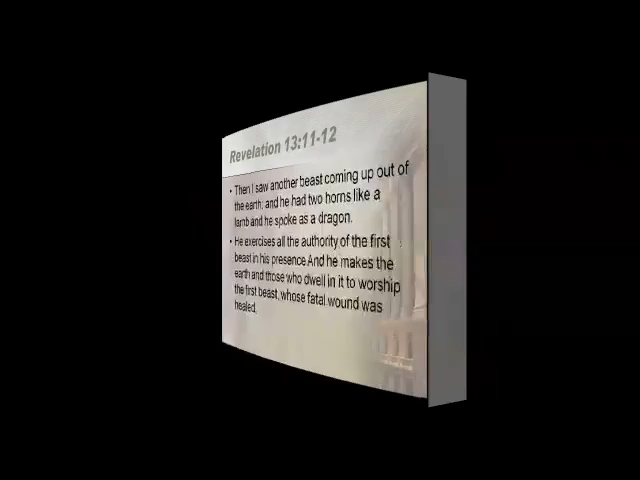 Revelation 13:11-12
• Then I saw another beast coming up out of
the earth; and he had two horns like a
lamb and he spoke as a dragon.
• He exercises all the authority of the first
beast in his presence. And he makes the
earth and those who dwell in it to worship
the first beast, whose fatal wound was
healed.